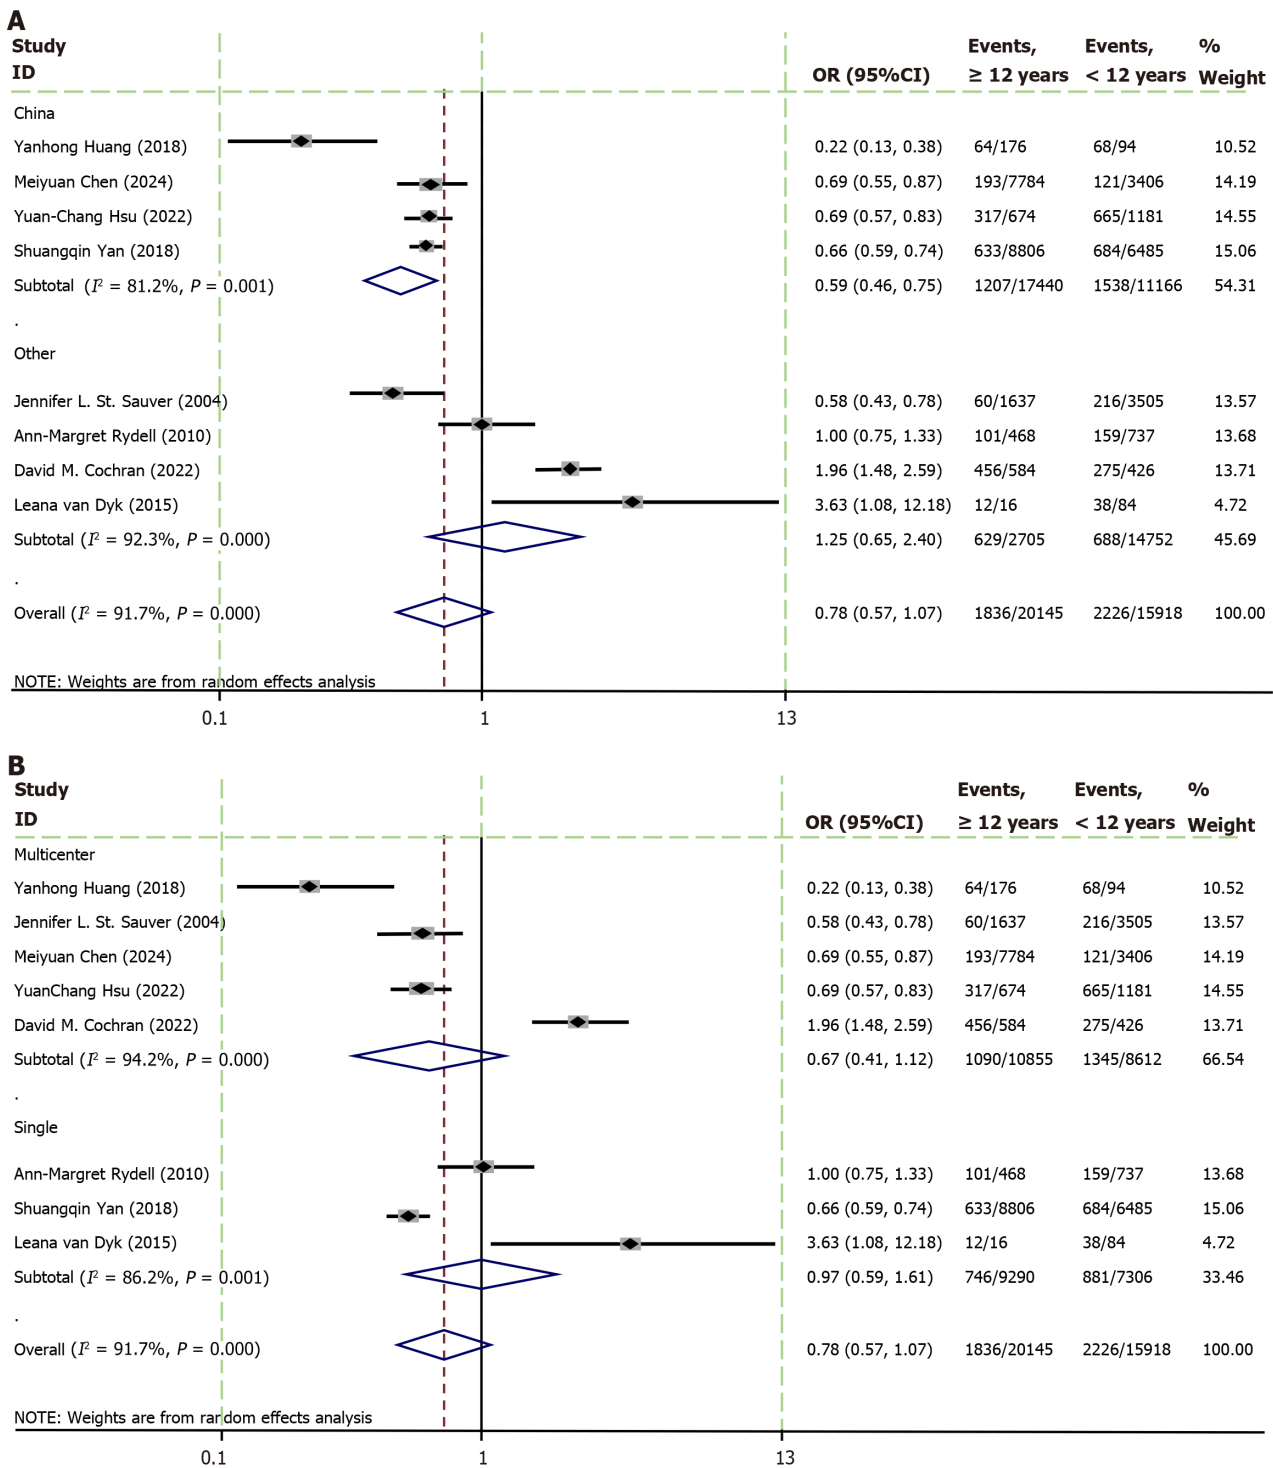 A
Study Events, Events, %
ID OR (95%CI) ≥ 12 years < 12 years Weight
China
Yanhong Huang (2018) 0.22 (0.13, 0.38) 64/176 68/94 10.52
Meiyuan Chen (2024) 0.69 (0.55, 0.87) 193/7784 121/3406 14.19
Yuan-Chang Hsu (2022) 0.69 (0.57, 0.83) 317/674 665/1181 14.55
Shuangqin Yan (2018) 0.66 (0.59, 0.74) 633/8806 684/6485 15.06
Subtotal (I² = 81.2%, P = 0.001) 0.59 (0.46, 0.75) 1207/17440 1538/11166 54.31
.
Other
Jennifer L. St. Sauver (2004) 0.58 (0.43, 0.78) 60/1637 216/3505 13.57
Ann-Margret Rydell (2010) 1.00 (0.75, 1.33) 101/468 159/737 13.68
David M. Cochran (2022) 1.96 (1.48, 2.59) 456/584 275/426 13.71
Leana van Dyk (2015) 3.63 (1.08, 12.18) 12/16 38/84 4.72
Subtotal (I² = 92.3%, P = 0.000) 1.25 (0.65, 2.40) 629/2705 688/14752 45.69
.
Overall (I² = 91.7%, P = 0.000) 0.78 (0.57, 1.07) 1836/20145 2226/15918 100.00
NOTE: Weights are from random effects analysis
0.1 1 13
B
Study Events, Events, %
ID OR (95%CI) ≥ 12 years < 12 years Weight
Multicenter
Yanhong Huang (2018) 0.22 (0.13, 0.38) 64/176 68/94 10.52
Jennifer L. St. Sauver (2004) 0.58 (0.43, 0.78) 60/1637 216/3505 13.57
Meiyuan Chen (2024) 0.69 (0.55, 0.87) 193/7784 121/3406 14.19
YuanChang Hsu (2022) 0.69 (0.57, 0.83) 317/674 665/1181 14.55
David M. Cochran (2022) 1.96 (1.48, 2.59) 456/584 275/426 13.71
Subtotal (I² = 94.2%, P = 0.000) 0.67 (0.41, 1.12) 1090/10855 1345/8612 66.54
.
Single
Ann-Margret Rydell (2010) 1.00 (0.75, 1.33) 101/468 159/737 13.68
Shuangqin Yan (2018) 0.66 (0.59, 0.74) 633/8806 684/6485 15.06
Leana van Dyk (2015) 3.63 (1.08, 12.18) 12/16 38/84 4.72
Subtotal (I² = 86.2%, P = 0.001) 0.97 (0.59, 1.61) 746/9290 881/7306 33.46
.
Overall (I² = 91.7%, P = 0.000) 0.78 (0.57, 1.07) 1836/20145 2226/15918 100.00
NOTE: Weights are from random effects analysis
0.1 1 13